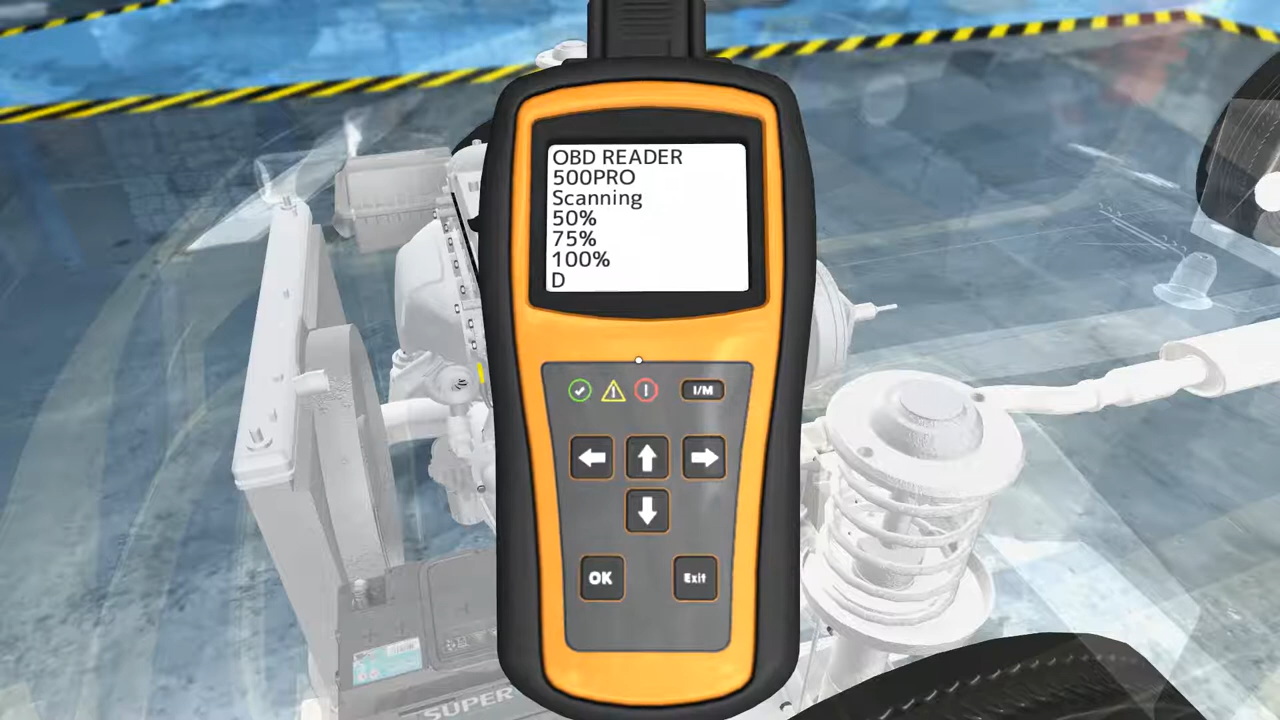 OBD READER
500PRO
Scanning
50%
75%
100%
D
I/M
OK
Exit
SUPER